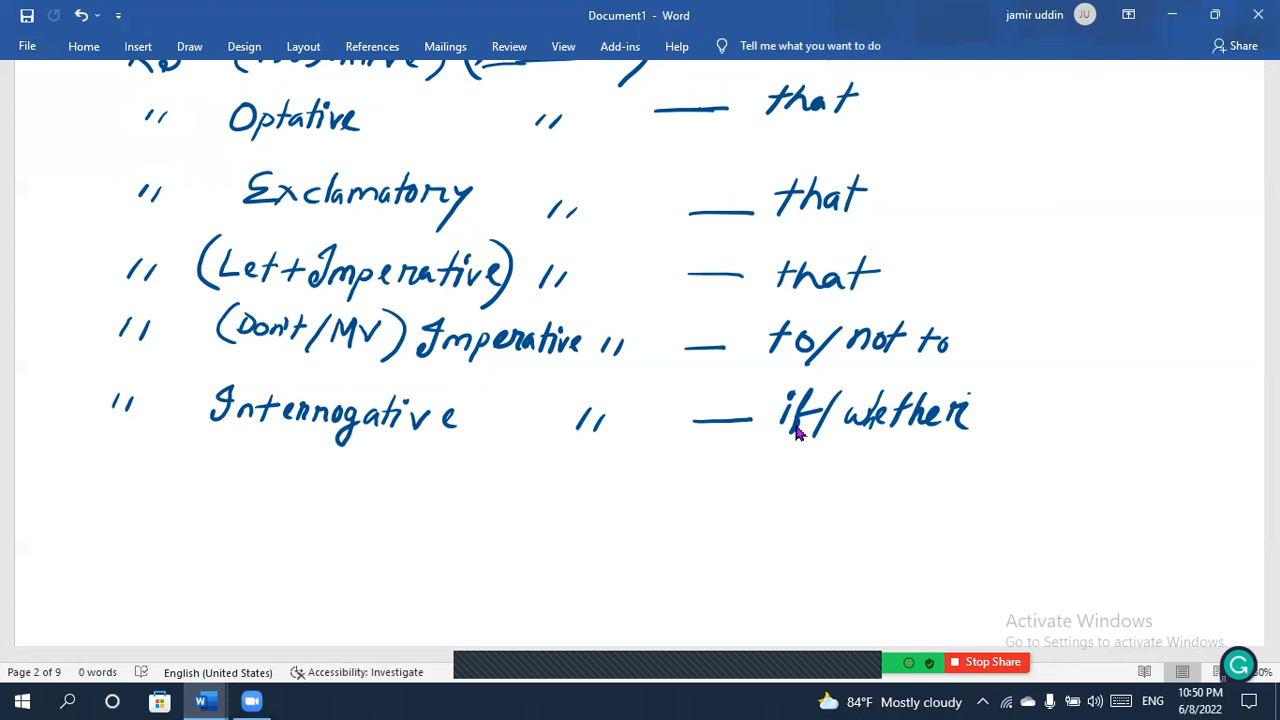 Document1 - Word
jamir uddin JU
File Home Insert Draw Design Layout References Mailings Review View Add-ins Help Tell me what you want to do Share
" Optative " — that
" Exclamatory " — that
" (Let+Imperative) " — that
" (Don't/MV) Imperative " — to/not to
" Interrogative " — if/whether
Activate Windows
Go to Settings to activate Windows.
Page 2 of 9 0 words English (United States) Accessibility: Investigate Stop Share
84°F Mostly cloudy ENG 10:50 PM
6/8/2022